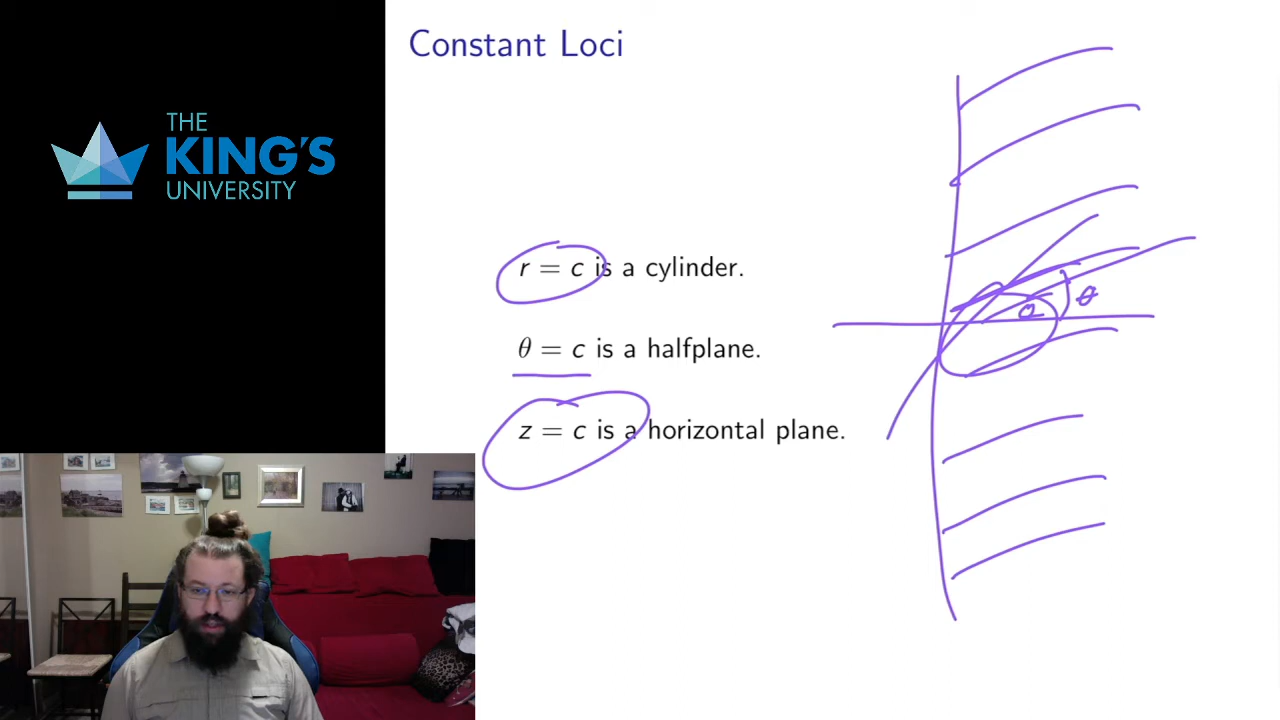 THE
KING'S
UNIVERSITY
Constant Loci
r = c is a cylinder.
θ = c is a halfplane.
z = c is a horizontal plane.
θ